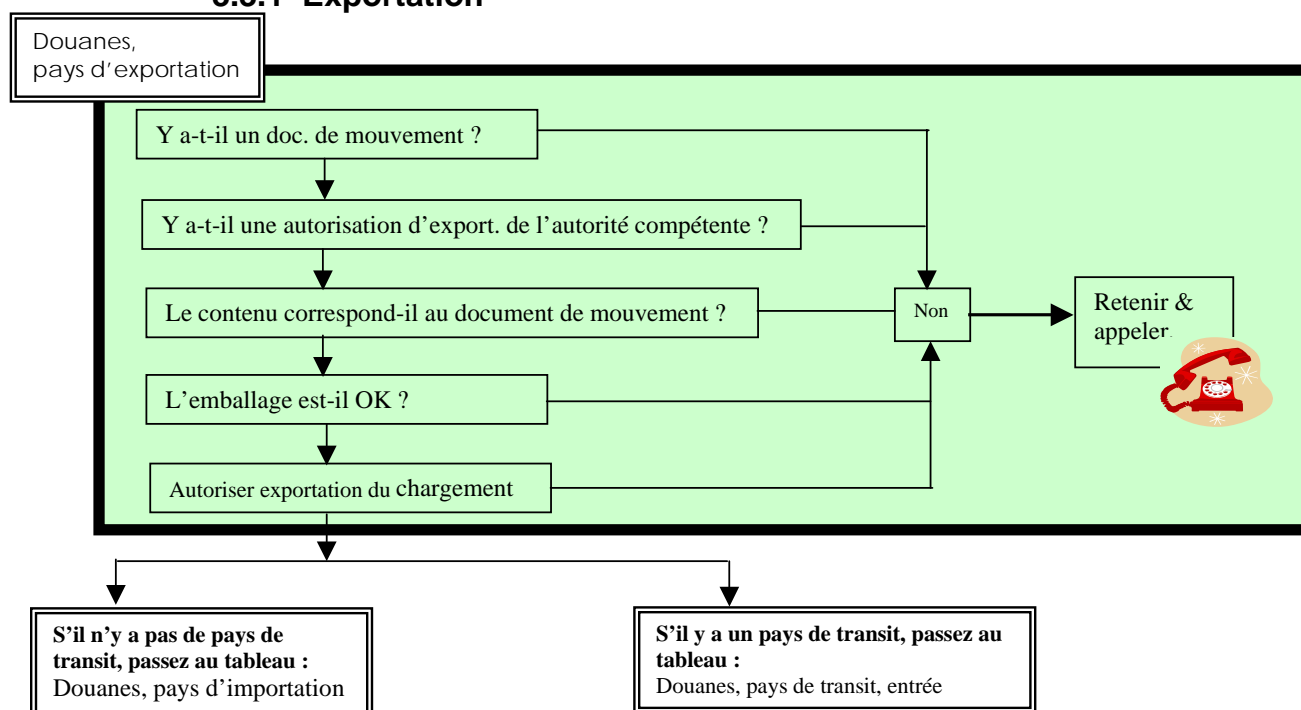 Exportation
Douanes,
pays d'exportation
Y a-t-il un doc. de mouvement ?
Y a-t-il une autorisation d'export. de l'autorité compétente ?
Le contenu correspond-il au document de mouvement ?
Non
Retenir &
appeler
L'emballage est-il OK ?
Autoriser exportation du chargement
S'il n'y a pas de pays de
transit, passez au tableau :
Douanes, pays d'importation
S'il y a un pays de transit, passez au
tableau :
Douanes, pays de transit, entrée